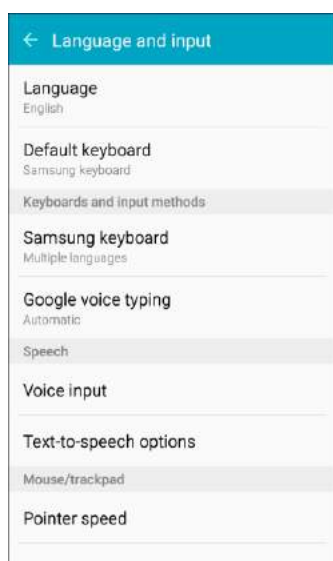 Language and input
Language
English
Default keyboard
Samsung keyboard
Keyboards and input methods
Samsung keyboard
Multiple languages
Google voice typing
Automatic
Speech
Voice input
Text-to-speech options
Mouse/trackpad
Pointer speed